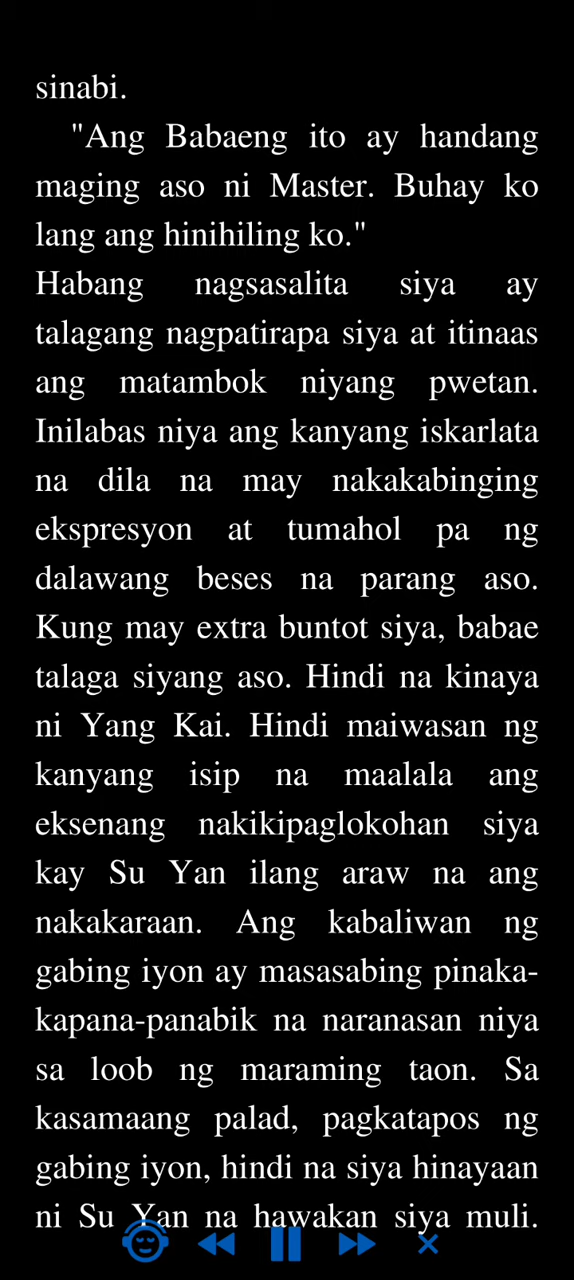 sinabi.
"Ang Babaeng ito ay handang
maging aso ni Master. Buhay ko
lang ang hinihiling ko."
Habang nagsasalita siya ay
talagang nagpatirapa siya at itinaas
ang matambok niyang pwetan.
Inilabas niya ang kanyang iskarlata
na dila na may nakakabinging
ekspresyon at tumahol pa ng
dalawang beses na parang aso.
Kung may extra buntot siya, babae
talaga siyang aso. Hindi na kinaya
ni Yang Kai. Hindi maiwasan ng
kanyang isip na maalala ang
eksenang nakikipaglokohan siya
kay Su Yan ilang araw na ang
nakakaraan. Ang kabaliwan ng
gabing iyon ay masasabing pinaka-
kapana-panabik na naranasan niya
sa loob ng maraming taon. Sa
kasamaang palad, pagkatapos ng
gabing iyon, hindi na siya hinayaan
ni Su Yan na hawakan siya muli.